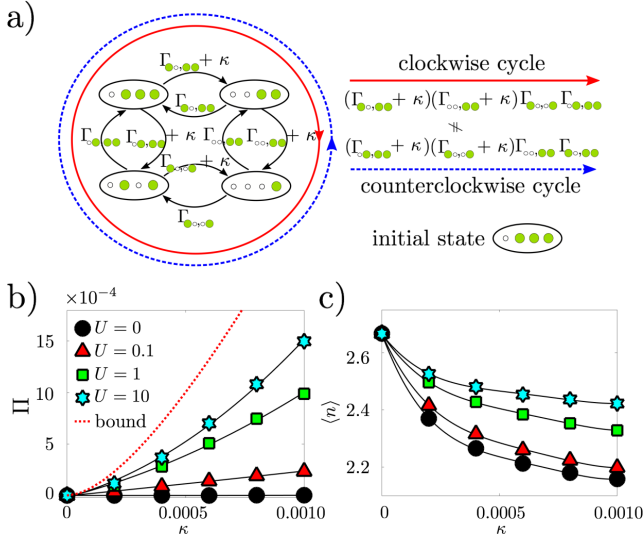 a)
Γ + κ
Γ
Γ
Γ + κ
Γ
Γ + κ
Γ + κ
Γ
clockwise cycle
(Γ + κ)(Γ + κ)Γ Γ
≠
(Γ + κ)(Γ + κ)Γ Γ
counterclockwise cycle
initial state
b)
×10⁻⁴
15
10
5
0
Π
U = 0
U = 0.1
U = 1
U = 10
bound
0
0.0005
0.0010
κ
c)
2.6
2.4
2.2
⟨n⟩
0
0.0005
0.0010
κ